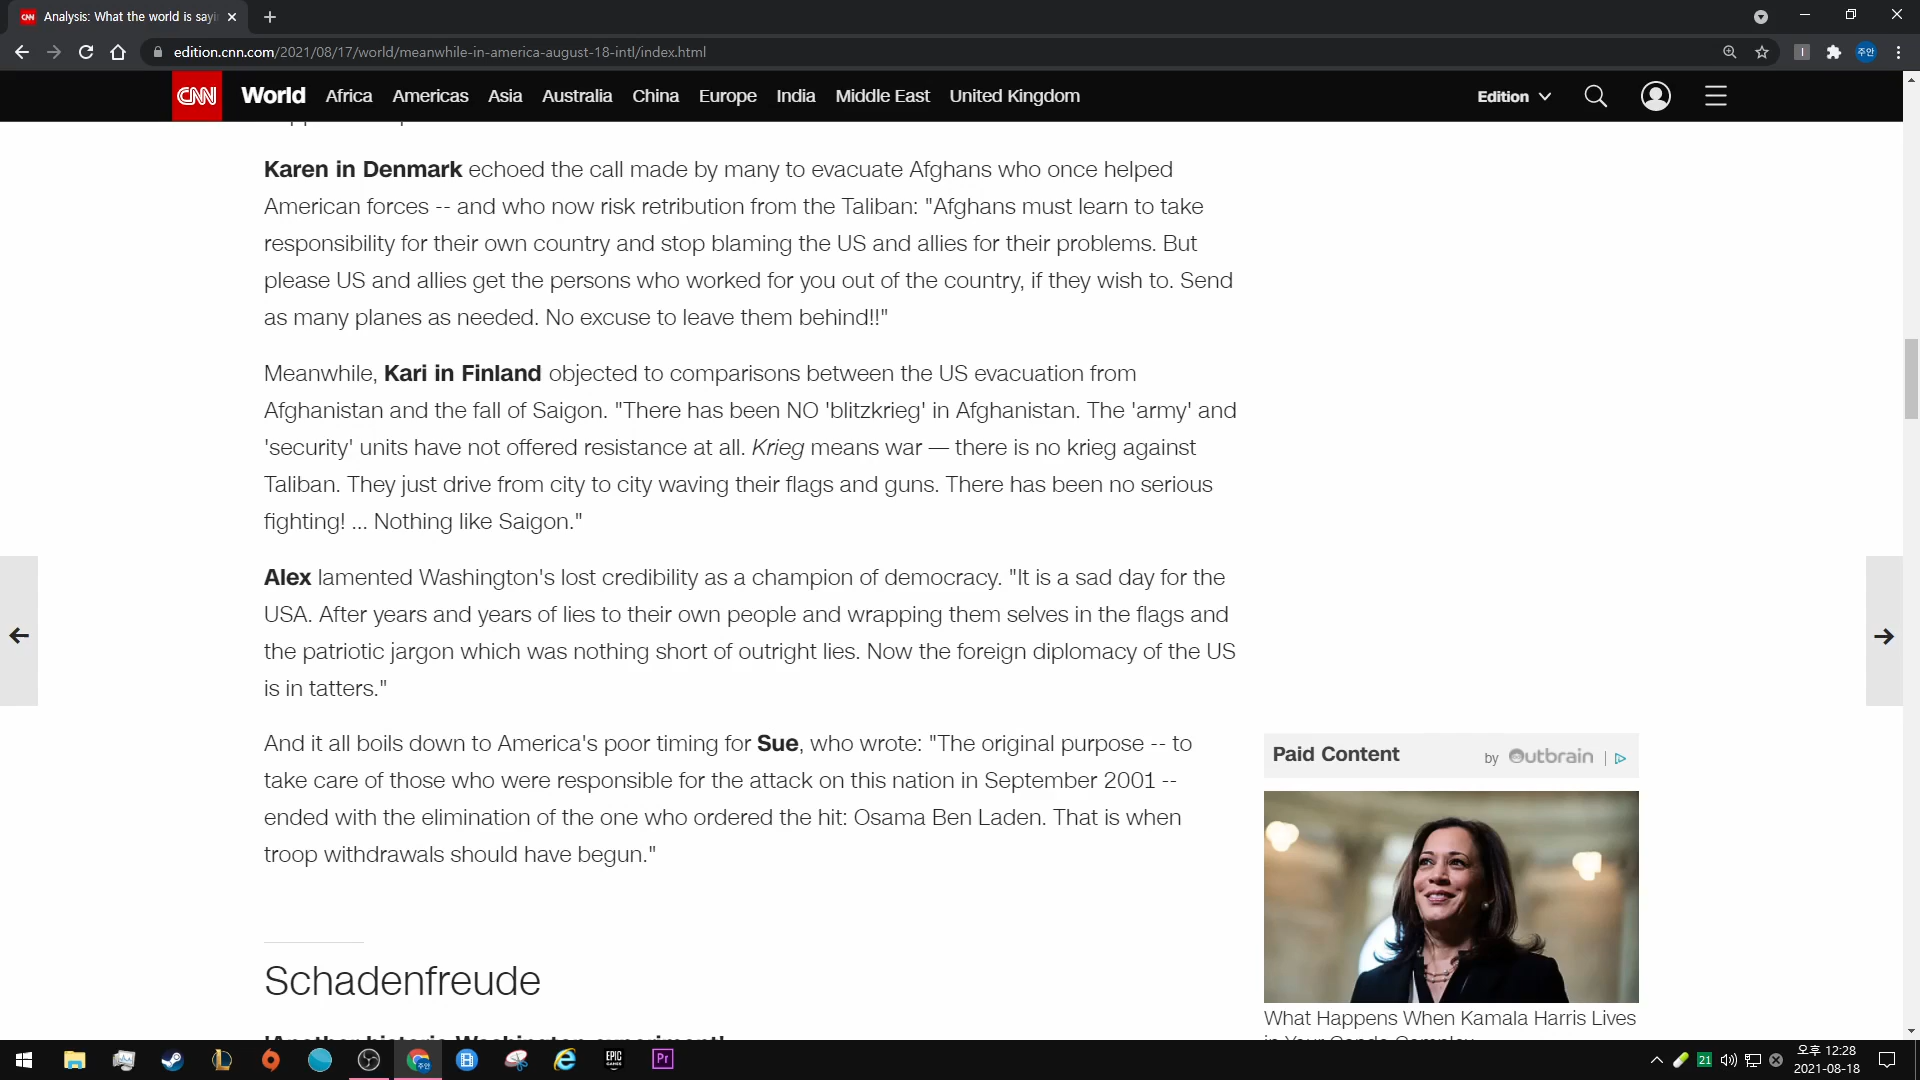 Analysis: What the world is sayi
edition.cnn.com/2021/08/17/world/meanwhile-in-america-august-18-intl/index.html
주안
CNN World Africa Americas Asia Australia China Europe India Middle East United Kingdom Edition
Karen in Denmark echoed the call made by many to evacuate Afghans who once helped
American forces -- and who now risk retribution from the Taliban: "Afghans must learn to take
responsibility for their own country and stop blaming the US and allies for their problems. But
please US and allies get the persons who worked for you out of the country, if they wish to. Send
as many planes as needed. No excuse to leave them behind!!"
Meanwhile, Kari in Finland objected to comparisons between the US evacuation from
Afghanistan and the fall of Saigon. "There has been NO 'blitzkrieg' in Afghanistan. The 'army' and
'security' units have not offered resistance at all. Krieg means war — there is no krieg against
Taliban. They just drive from city to city waving their flags and guns. There has been no serious
fighting! ... Nothing like Saigon."
Alex lamented Washington's lost credibility as a champion of democracy. "It is a sad day for the
USA. After years and years of lies to their own people and wrapping them selves in the flags and
the patriotic jargon which was nothing short of outright lies. Now the foreign diplomacy of the US
is in tatters."
And it all boils down to America's poor timing for Sue, who wrote: "The original purpose -- to
take care of those who were responsible for the attack on this nation in September 2001 --
ended with the elimination of the one who ordered the hit: Osama Ben Laden. That is when
troop withdrawals should have begun."
Paid Content by Outbrain
What Happens When Kamala Harris Lives
in Your Condo Complex
Schadenfreude
'Another historic Washington experiment'
EPIC
GAMES
Pr
21
오후 12:28
2021-08-18